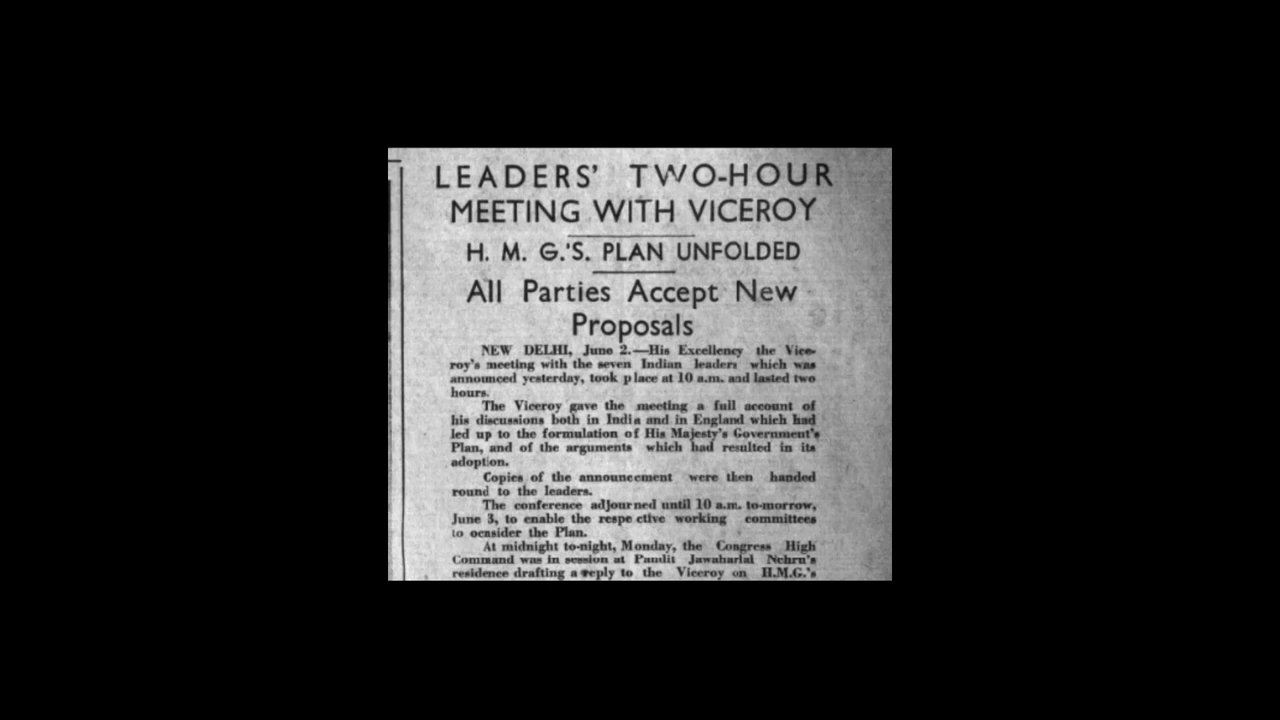 LEADERS' TWO-HOUR
MEETING WITH VICEROY
H. M. G.'S. PLAN UNFOLDED
All Parties Accept New
Proposals
NEW DELHI, June 2.—His Excellency the Vice-
roy's meeting with the seven Indian leaders which was
announced yesterday, took place at 10 a.m. and lasted two
hours.
The Viceroy gave the meeting a full account of
his discussions both in India and in England which had
led up to the formulation of His Majesty's Government's
Plan, and of the arguments which had resulted in its
adoption.
Copies of the announcement were then handed
round to the leaders.
The conference adjourned until 10 a.m. to-morrow,
June 3, to enable the respe ctive working committees
to ocnsider the Plan.
At midnight to-night, Monday, the Congress High
Command was in session at Pandit Jawaharlal Nehru's
residence drafting a reply to the Viceroy on H.M.G.'s